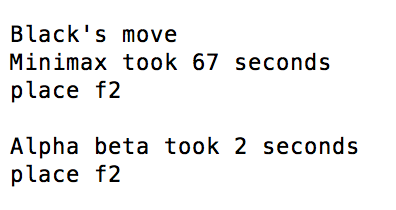 Black's move
Minimax took 67 seconds
place f2
Alpha beta took 2 seconds
place f2